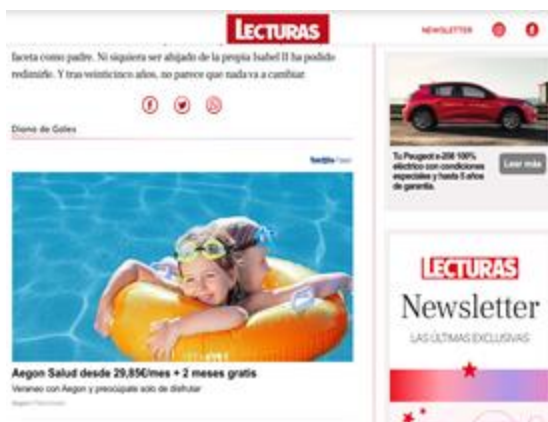 LECTURAS
NEWSLETTER
faceta como padre. Ni siquiera ser ahijado de la propia Isabel II ha podido
redimirle. Y tras veinticinco años, no parece que nada va a cambiar.
Diana de Gales
Aegon Salud desde 29,85€/mes + 2 meses gratis
Veraneo con Aegon y preocúpate solo de disfrutar
Tu Peugeot e-208 100%
eléctrico con condiciones
especiales y hasta 5 años
de garantía.
Leer más
LECTURAS
Newsletter
LAS ÚLTIMAS EXCLUSIVAS